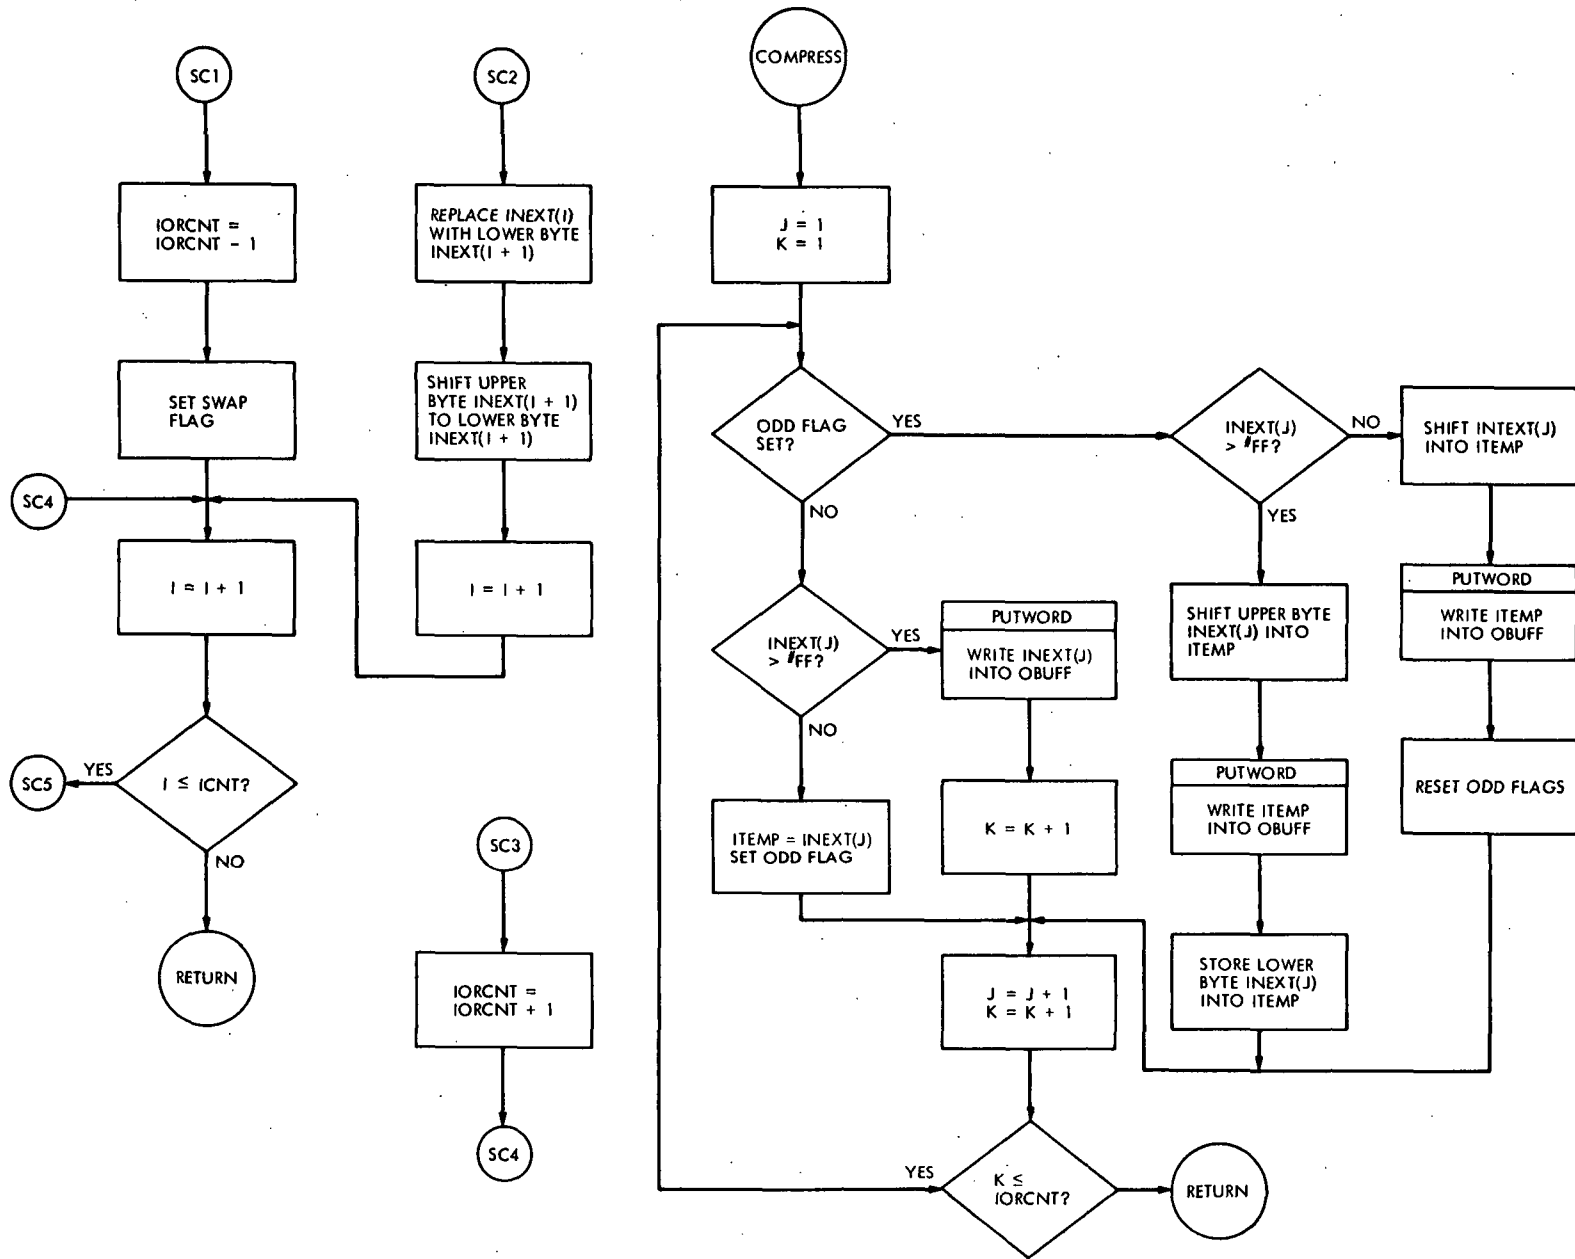 SC1
IORCNT =
IORCNT - 1
SET SWAP
FLAG
SC4
I = I + 1
I ≤ ICNT?
YES
SC5
NO
RETURN
SC2
REPLACE INEXT(I)
WITH LOWER BYTE
INEXT(I + 1)
SHIFT UPPER
BYTE INEXT(I + 1)
TO LOWER BYTE
INEXT(I + 1)
I = I + 1
SC3
IORCNT =
IORCNT + 1
SC4
COMPRESS
J = 1
K = 1
ODD FLAG
SET?
YES
NO
INEXT(J)
> #FF?
YES
NO
PUTWORD
WRITE INEXT(J)
INTO OBUFF
K = K + 1
ITEMP = INEXT(J)
SET ODD FLAG
J = J + 1
K = K + 1
K ≤
IORCNT?
YES
RETURN
INEXT(J)
> #FF?
NO
YES
SHIFT UPPER BYTE
INEXT(J) INTO
ITEMP
PUTWORD
WRITE ITEMP
INTO OBUFF
STORE LOWER
BYTE INEXT(J)
INTO ITEMP
SHIFT INTEXT(J)
INTO ITEMP
PUTWORD
WRITE ITEMP
INTO OBUFF
RESET ODD FLAGS